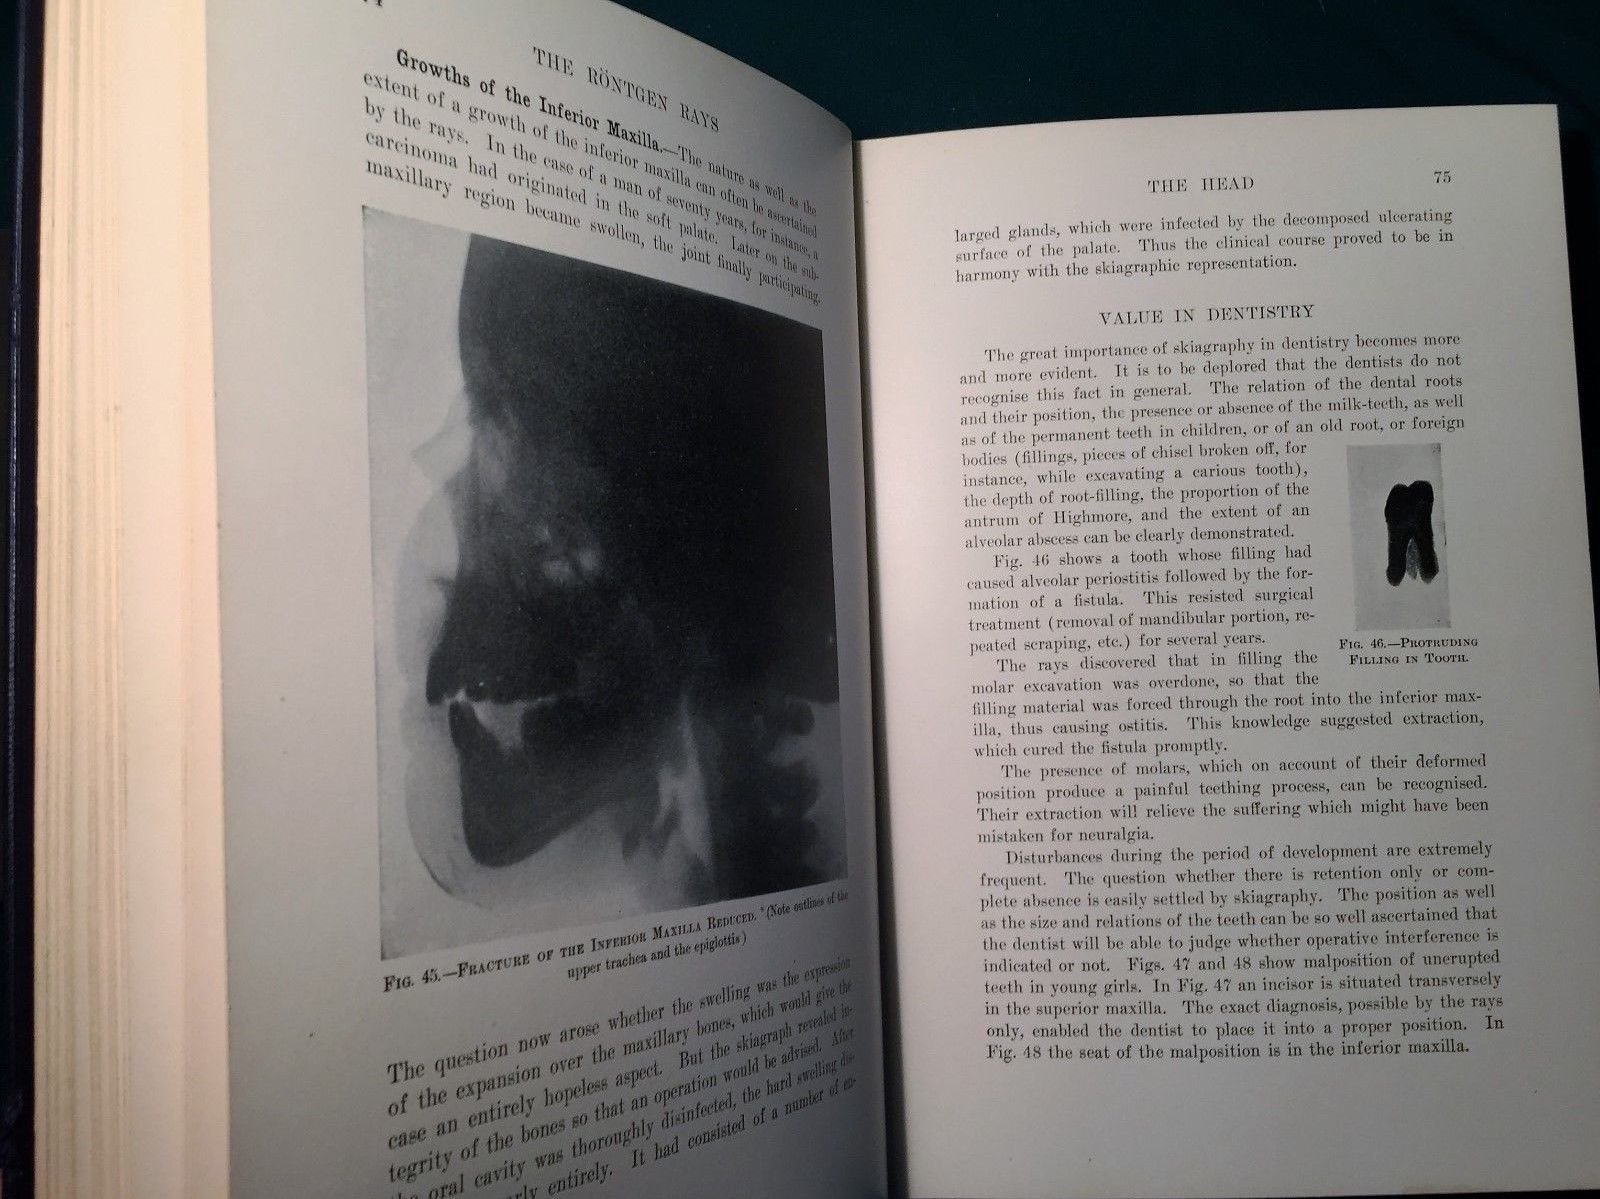 THE RÖNTGEN RAYS
Growths of the Inferior Maxilla.—The nature as well as the
extent of a growth of the inferior maxilla can often be ascertained
by the rays. In the case of a man of seventy years, for instance, a
carcinoma had originated in the soft palate. Later on the sub-
maxillary region became swollen, the joint finally participating.
FIG. 45.—FRACTURE OF THE INFERIOR MAXILLA REDUCED. (Note outlines of the
upper trachea and the epiglottis)
The question now arose whether the swelling was the expression
of the expansion over the maxillary bones, which would give the
case an entirely hopeless aspect. But the skiagraph revealed in-
tegrity of the bones so that an operation would be advised. After
oral cavity was thoroughly disinfected, the hard swelling dis-
entirely. It had consisted of a number of en-
THE HEAD
75
larged glands, which were infected by the decomposed ulcerating
surface of the palate. Thus the clinical course proved to be in
harmony with the skiagraphic representation.
VALUE IN DENTISTRY
The great importance of skiagraphy in dentistry becomes more
and more evident. It is to be deplored that the dentists do not
recognise this fact in general. The relation of the dental roots
and their position, the presence or absence of the milk-teeth, as well
as of the permanent teeth in children, or of an old root, or foreign
bodies (fillings, pieces of chisel broken off, for
instance, while excavating a carious tooth),
the depth of root-filling, the proportion of the
antrum of Highmore, and the extent of an
alveolar abscess can be clearly demonstrated.
Fig. 46 shows a tooth whose filling had
caused alveolar periostitis followed by the for-
mation of a fistula. This resisted surgical
treatment (removal of mandibular portion, re-
peated scraping, etc.) for several years.
FIG. 46.—PROTRUDING
FILLING IN TOOTH.
The rays discovered that in filling the
molar excavation was overdone, so that the
filling material was forced through the root into the inferior max-
illa, thus causing ostitis. This knowledge suggested extraction,
which cured the fistula promptly.
The presence of molars, which on account of their deformed
position produce a painful teething process, can be recognised.
Their extraction will relieve the suffering which might have been
mistaken for neuralgia.
Disturbances during the period of development are extremely
frequent. The question whether there is retention only or com-
plete absence is easily settled by skiagraphy. The position as well
as the size and relations of the teeth can be so well ascertained that
the dentist will be able to judge whether operative interference is
indicated or not. Figs. 47 and 48 show malposition of unerupted
teeth in young girls. In Fig. 47 an incisor is situated transversely
in the superior maxilla. The exact diagnosis, possible by the rays
only, enabled the dentist to place it into a proper position. In
Fig. 48 the seat of the malposition is in the inferior maxilla.